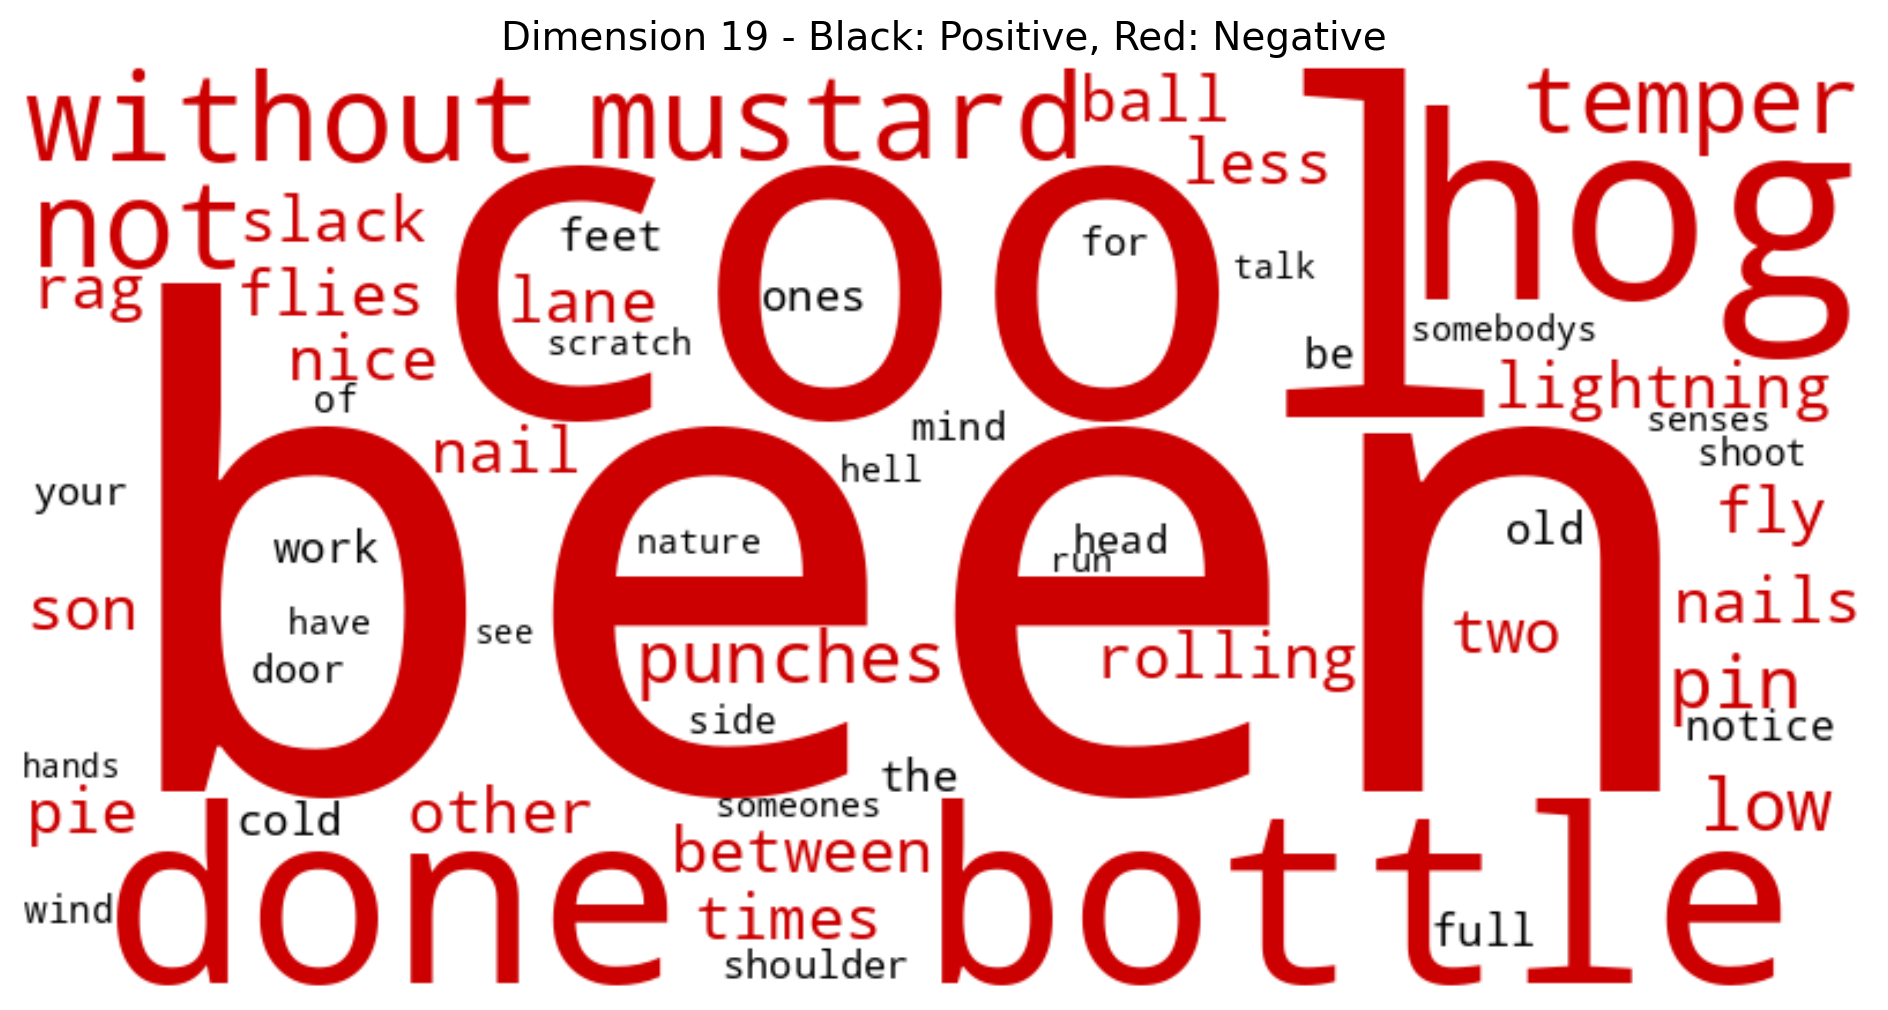 Dimension 19 - Black: Positive, Red: Negative
without mustard ball temper
less
cool hog
not slack feet for talk
rag flies lane ones
nice scratch be somebodys
of lightning
nail mind senses
hell shoot
your fly
been
work nature head old
run
son have see two nails
door punches rolling pin
side notice
hands the
pie cold other someones low
between
done bottle
wind times full
shoulder